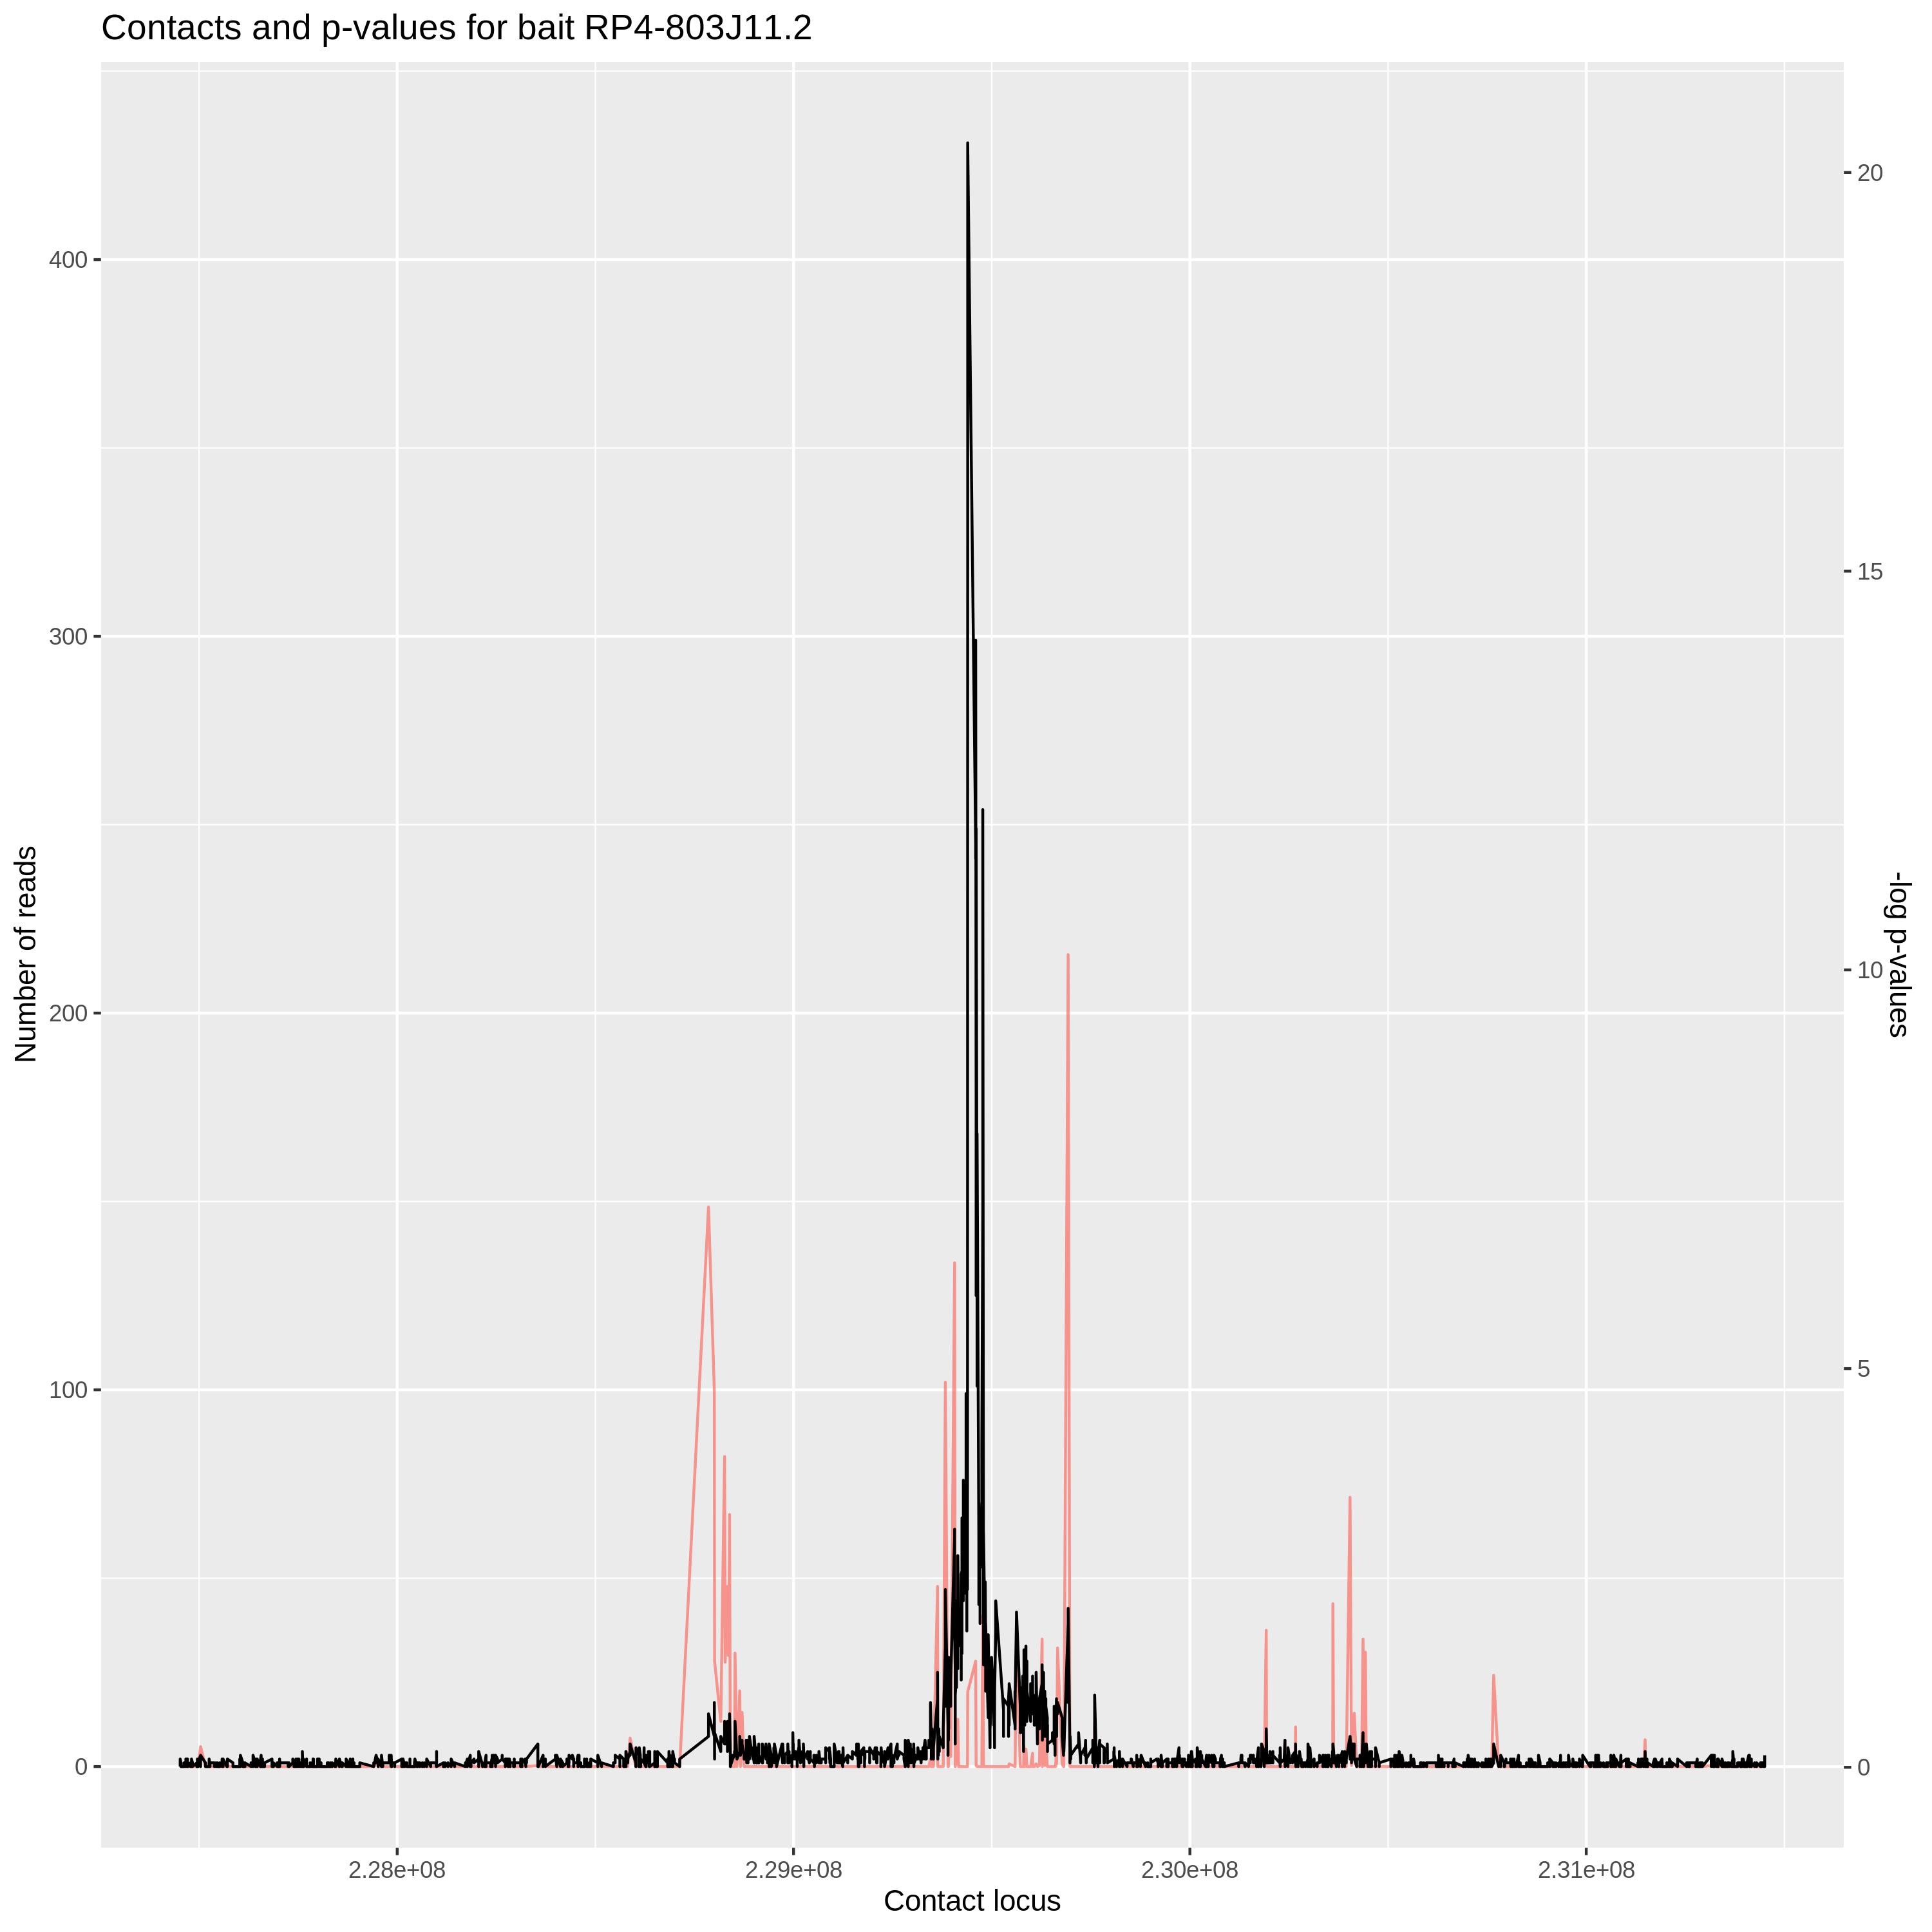 Contacts and p-values for bait RP4-803J11.2
400
300
200
100
0
Number of reads
20
15
10
5
0
-log p-values
2.28e+08
2.29e+08
2.30e+08
2.31e+08
Contact locus